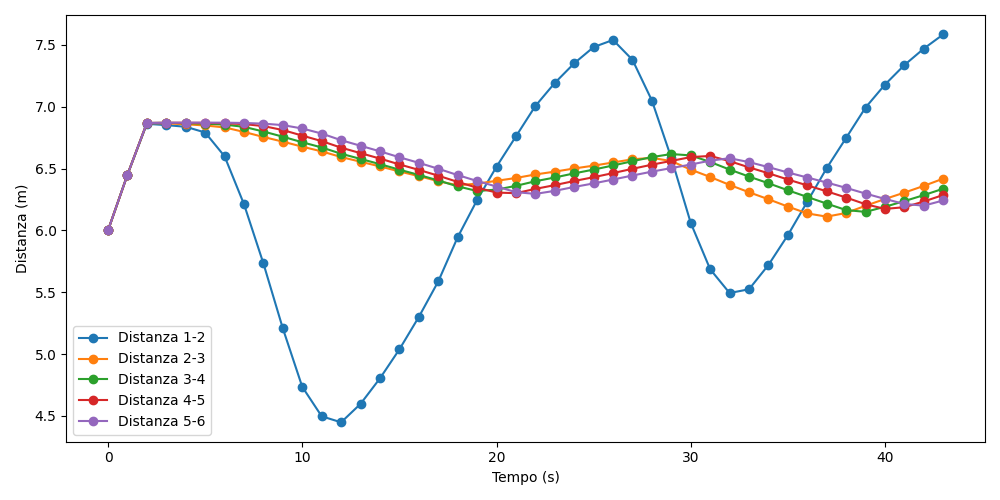 7.5
7.0
6.5
6.0
5.5
5.0
4.5
Distanza (m)
Distanza 1-2
Distanza 2-3
Distanza 3-4
Distanza 4-5
Distanza 5-6
0 10 20 30 40
Tempo (s)